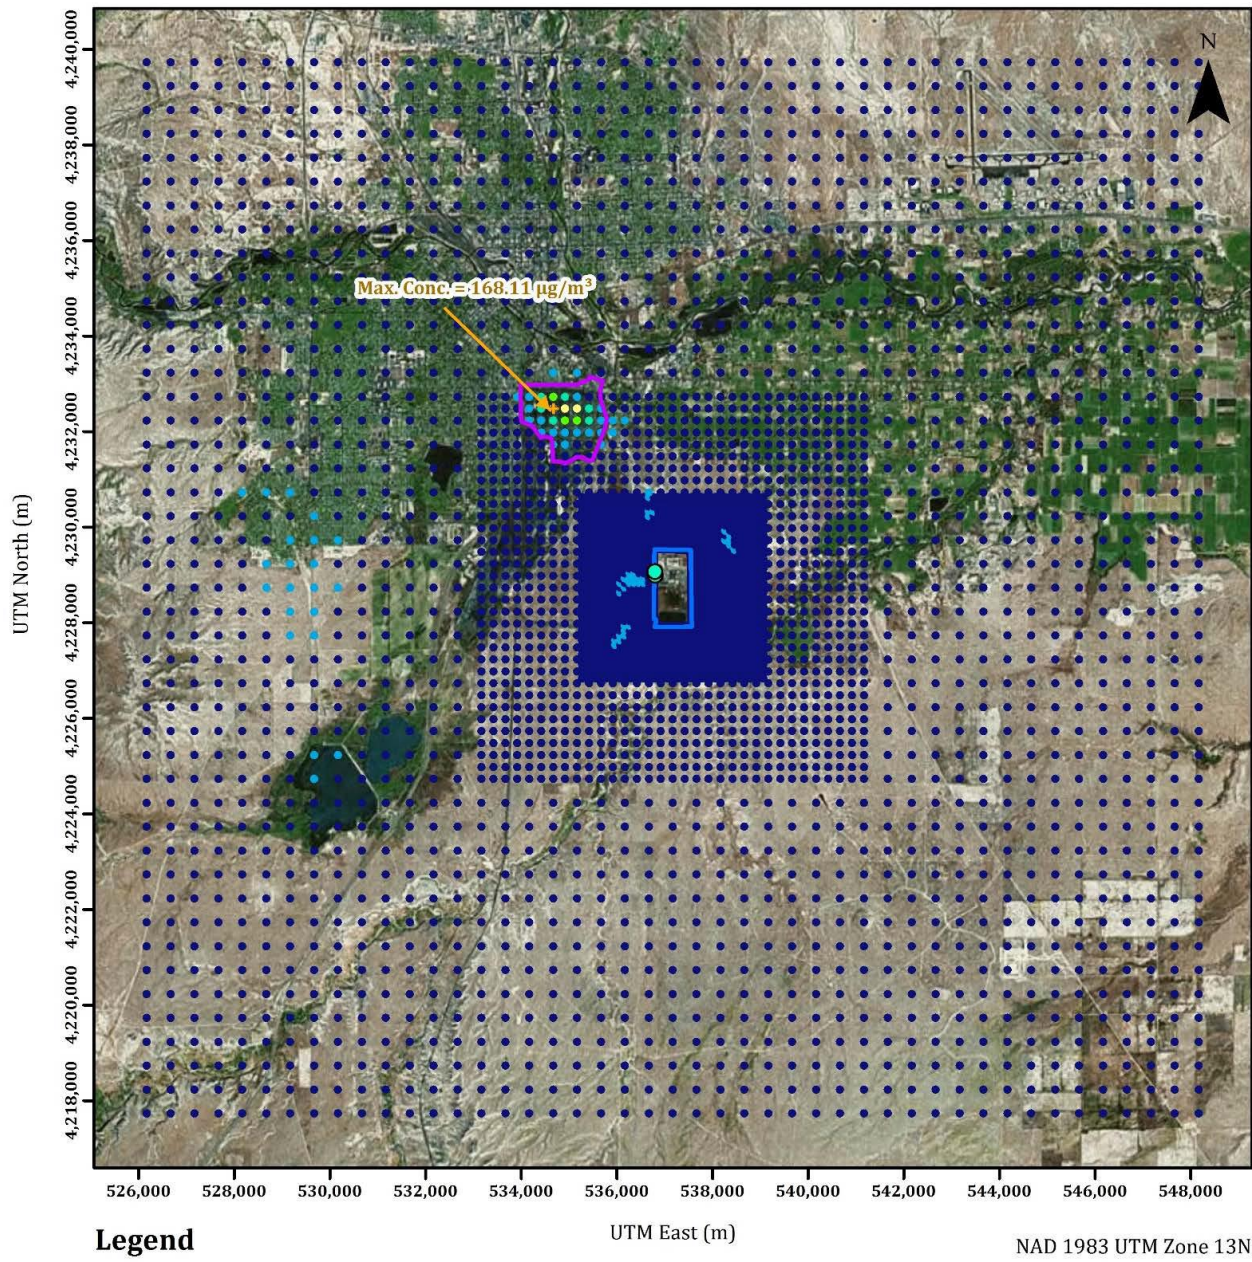 N
4,240,000
4,238,000
4,236,000
4,234,000
4,232,000
4,230,000
4,228,000
4,226,000
4,224,000
4,222,000
4,220,000
4,218,000
UTM North (m)
Max. Conc. = 168.11 µg/m³
526,000 528,000 530,000 532,000 534,000 536,000 538,000 540,000 542,000 544,000 546,000 548,000
UTM East (m)
Legend
NAD 1983 UTM Zone 13N